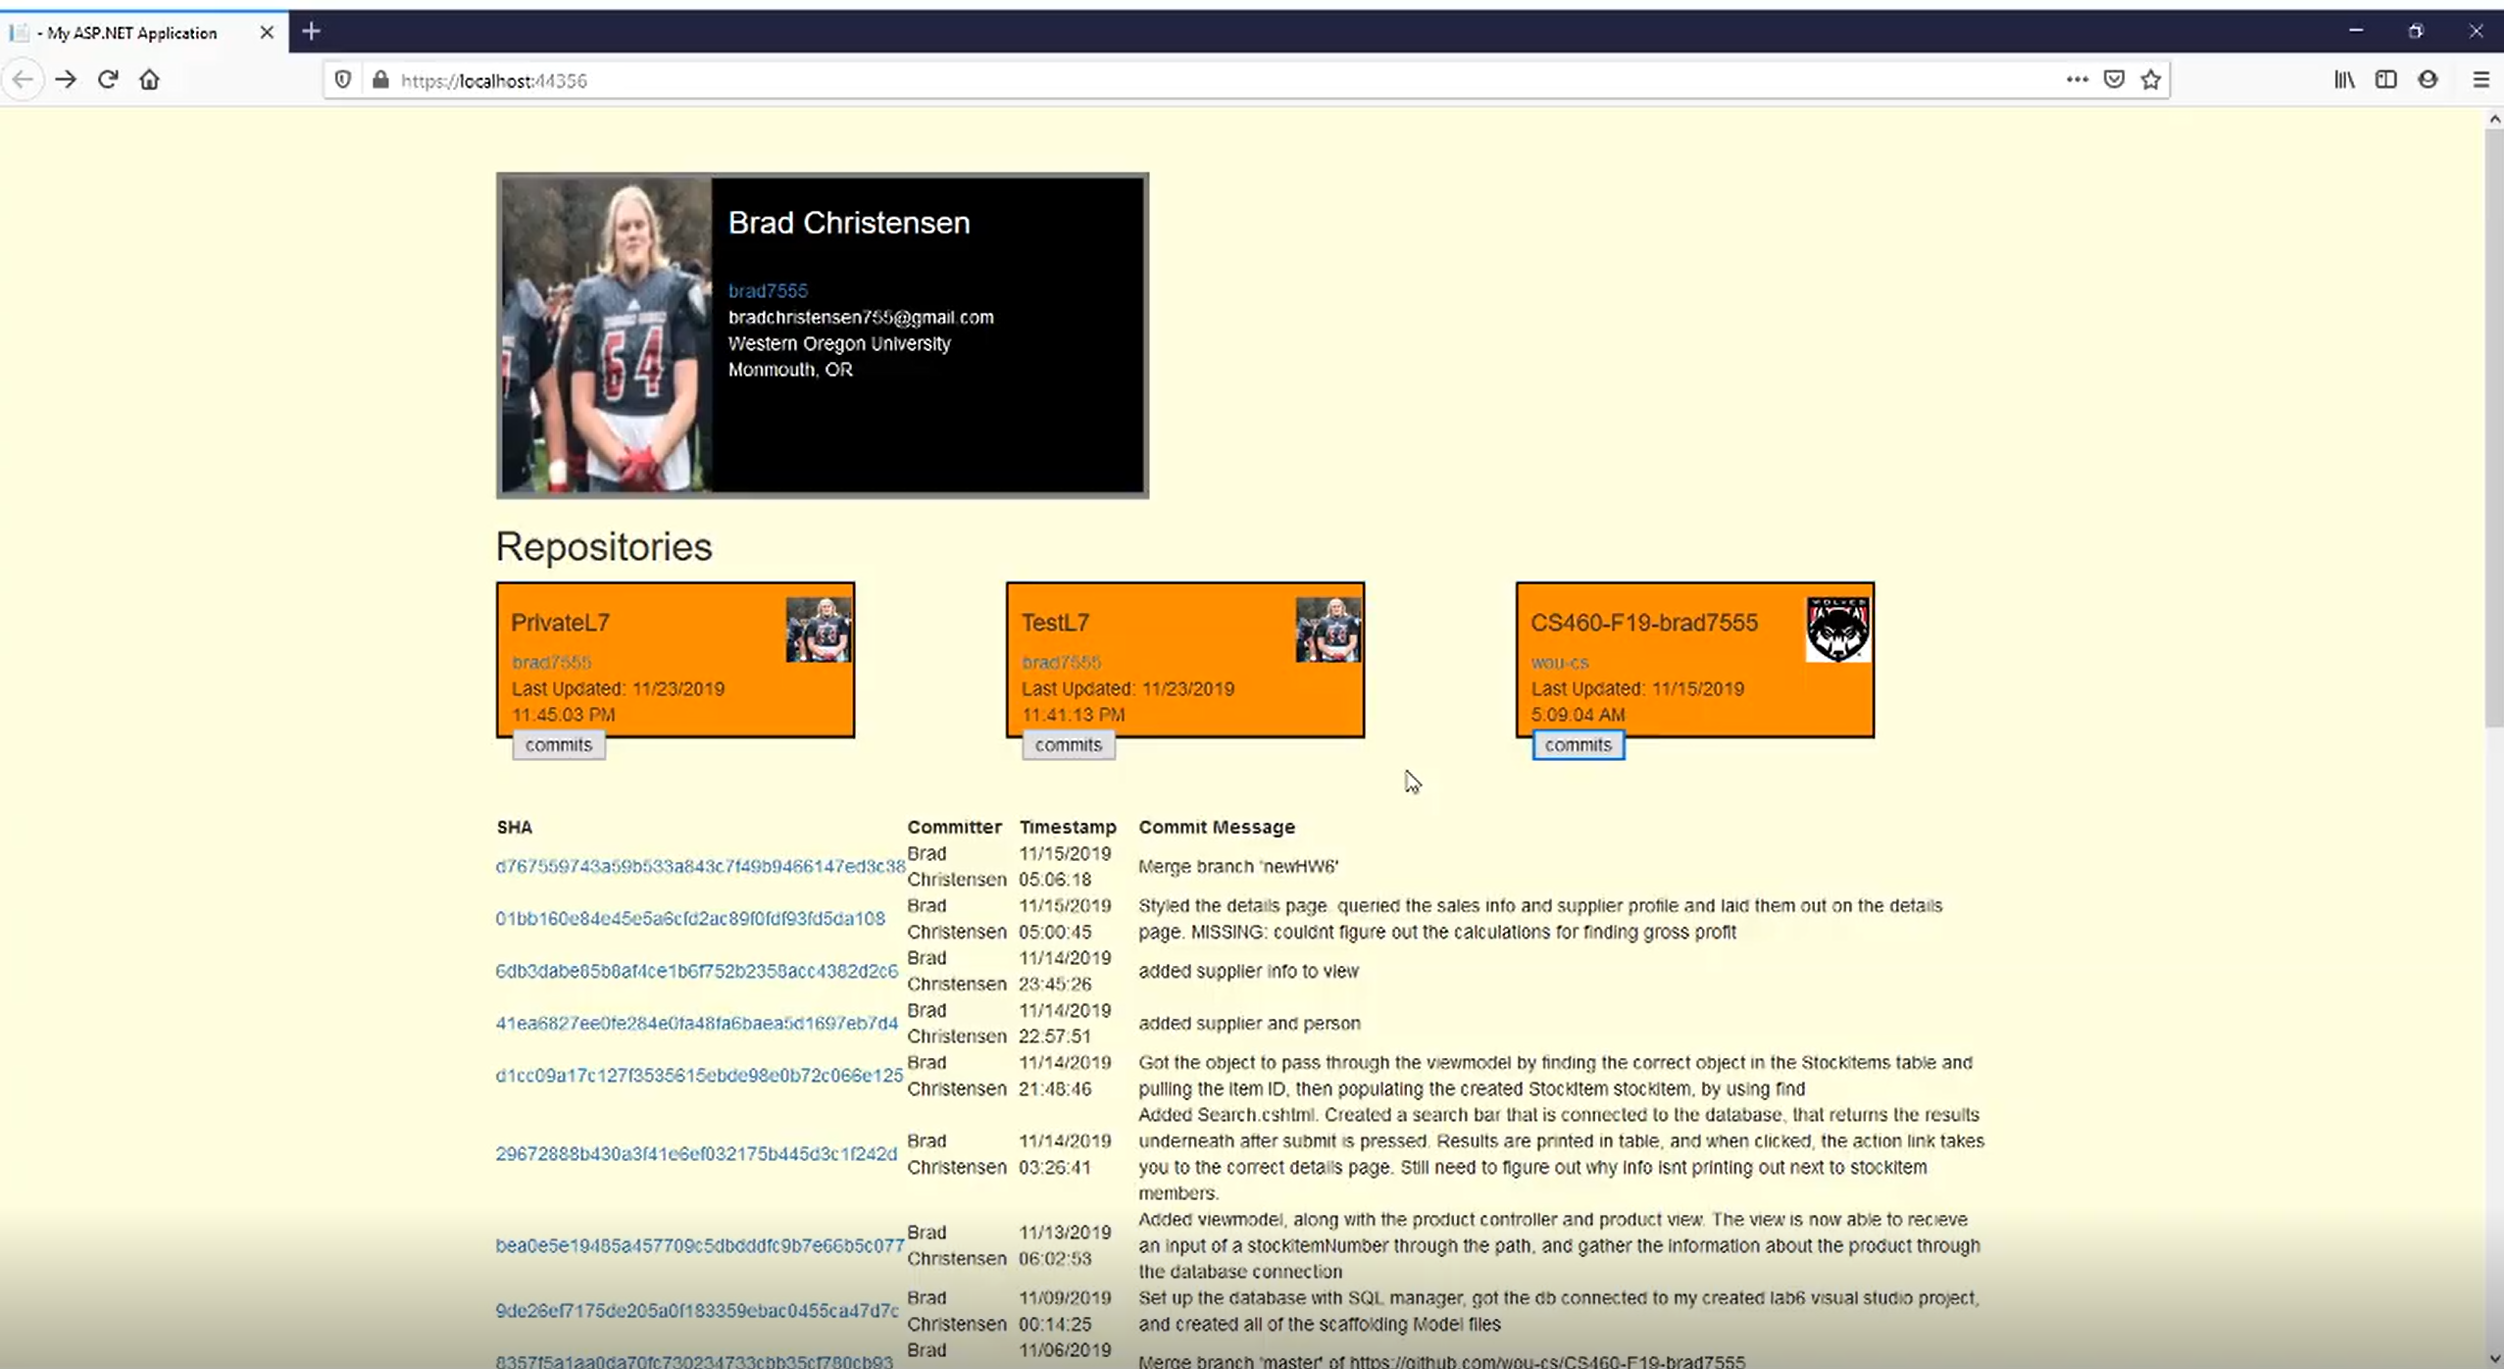 - My ASP.NET Application
https://localhost:44356
Brad Christensen
brad7555
bradchristensen755@gmail.com
Western Oregon University
Monmouth, OR
64
Repositories
PrivateL7
brad7555
Last Updated: 11/23/2019
11:45:03 PM
commits
TestL7
brad7555
Last Updated: 11/23/2019
11:41:13 PM
commits
WOLVES
CS460-F19-brad7555
wou-cs
Last Updated: 11/15/2019
5:09:04 AM
commits
SHA Committer Timestamp Commit Message
d767559743a59b533a843c7f49b9466147ed3c38 Brad Christensen 11/15/2019 05:06:18 Merge branch 'newHW6'
01bb160e84e45e5a6cfd2ac89f0fdf93fd5da108 Brad Christensen 11/15/2019 05:00:45 Styled the details page. queried the sales info and supplier profile and laid them out on the details
page. MISSING: couldnt figure out the calculations for finding gross profit
6db3dabe85b8af4ce1b6f752b2358acc4382d2c6 Brad Christensen 11/14/2019 23:45:26 added supplier info to view
41ea6827ee0fe284e0fa48fa6baea5d1697eb7d4 Brad Christensen 11/14/2019 22:57:51 added supplier and person
d1cc09a17c127f3535615ebde98e0b72c066e125 Brad Christensen 11/14/2019 21:48:46 Got the object to pass through the viewmodel by finding the correct object in the StockItems table and
pulling the item ID, then populating the created StockItem stockitem, by using find
29672888b430a3f41e6ef032175b445d3c1f242d Brad Christensen 11/14/2019 03:26:41 Added Search.cshtml. Created a search bar that is connected to the database, that returns the results
underneath after submit is pressed. Results are printed in table, and when clicked, the action link takes
you to the correct details page. Still need to figure out why info isnt printing out next to stockitem
members.
bea0e5e19485a457709c5dbdddfc9b7e66b5c077 Brad Christensen 11/13/2019 06:02:53 Added viewmodel, along with the product controller and product view. The view is now able to recieve
an input of a stockItemNumber through the path, and gather the information about the product through
the database connection
9de26ef7175de205a0f183359ebac0455ca47d7c Brad Christensen 11/09/2019 00:14:25 Set up the database with SQL manager, got the db connected to my created lab6 visual studio project,
and created all of the scaffolding Model files
8357f5a1aa0da70fc730234733cbb35cf780cb93 Brad 11/06/2019 Merge branch 'master' of https://github.com/wou-cs/CS460-F19-brad7555